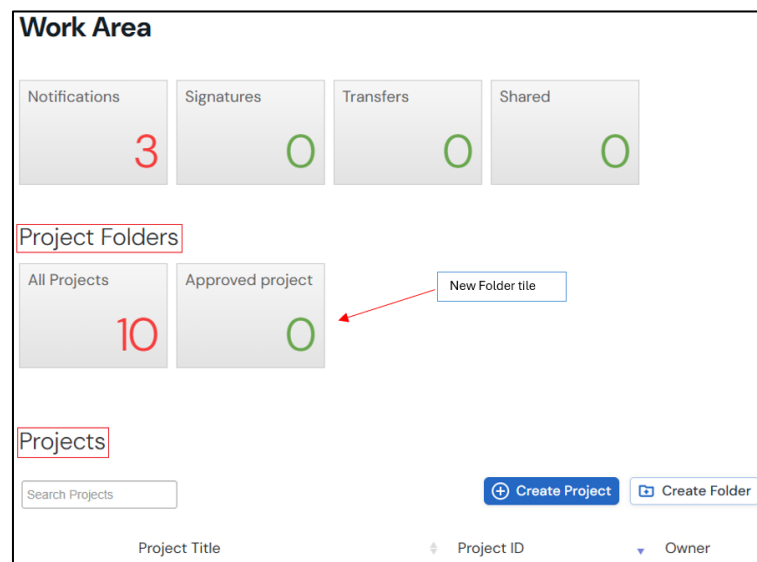 Work Area
Notifications Signatures Transfers Shared
3 0 0 0
Project Folders
All Projects Approved project
New Folder tile
10 0
Projects
Search Projects Create Project Create Folder
Project Title Project ID Owner